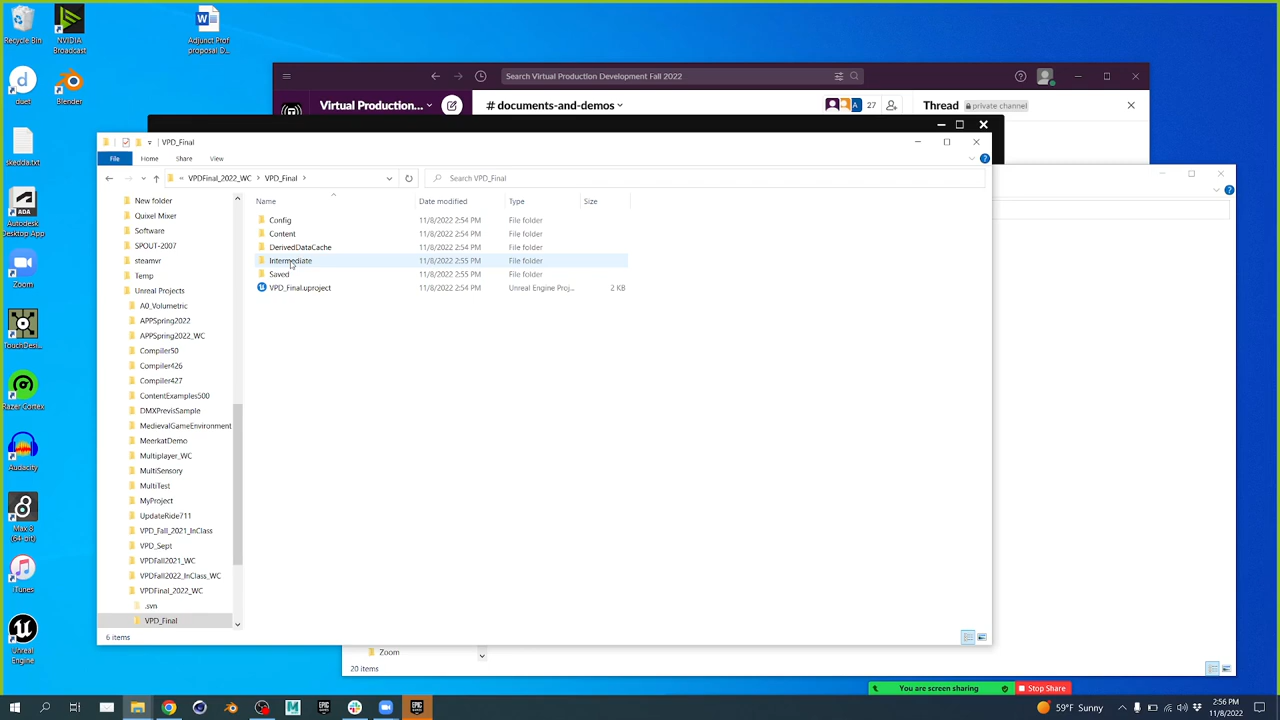 Recycle Bin
NVIDIA Broadcast
Adjunct Prof proposal D...
duet
Blender
skedda.txt
Autodesk Desktop App
Zoom
TouchDesi...
Razer Cortex
Audacity
Max 8 (64-bit)
iTunes
Unreal Engine
Search Virtual Production Development Fall 2022
Virtual Production...
# documents-and-demos
27
Thread private channel
VPD_Final
File Home Share View
« VPDFinal_2022_WC > VPD_Final >
Search VPD_Final
New folder
Quixel Mixer
Software
SPOUT-2007
steamvr
Temp
Unreal Projects
A0_Volumetric
APPSpring2022
APPSpring2022_WC
Compiler50
Compiler426
Compiler427
ContentExamples500
DMXPrevisSample
MedievalGameEnvironment
MeerkatDemo
Multiplayer_WC
MultiSensory
MultiTest
MyProject
UpdateRide711
VPD_Fall_2021_InClass
VPD_Sept
VPDFall2021_WC
VPDFall2022_InClass_WC
VPDFinal_2022_WC
.svn
VPD_Final
Name Date modified Type Size
Config 11/8/2022 2:54 PM File folder
Content 11/8/2022 2:54 PM File folder
DerivedDataCache 11/8/2022 2:54 PM File folder
Intermediate 11/8/2022 2:55 PM File folder
Saved 11/8/2022 2:55 PM File folder
VPD_Final.uproject 11/8/2022 2:54 PM Unreal Engine Proj... 2 KB
6 items
Zoom
20 items
You are screen sharing Stop Share
59°F Sunny
2:56 PM
11/8/2022